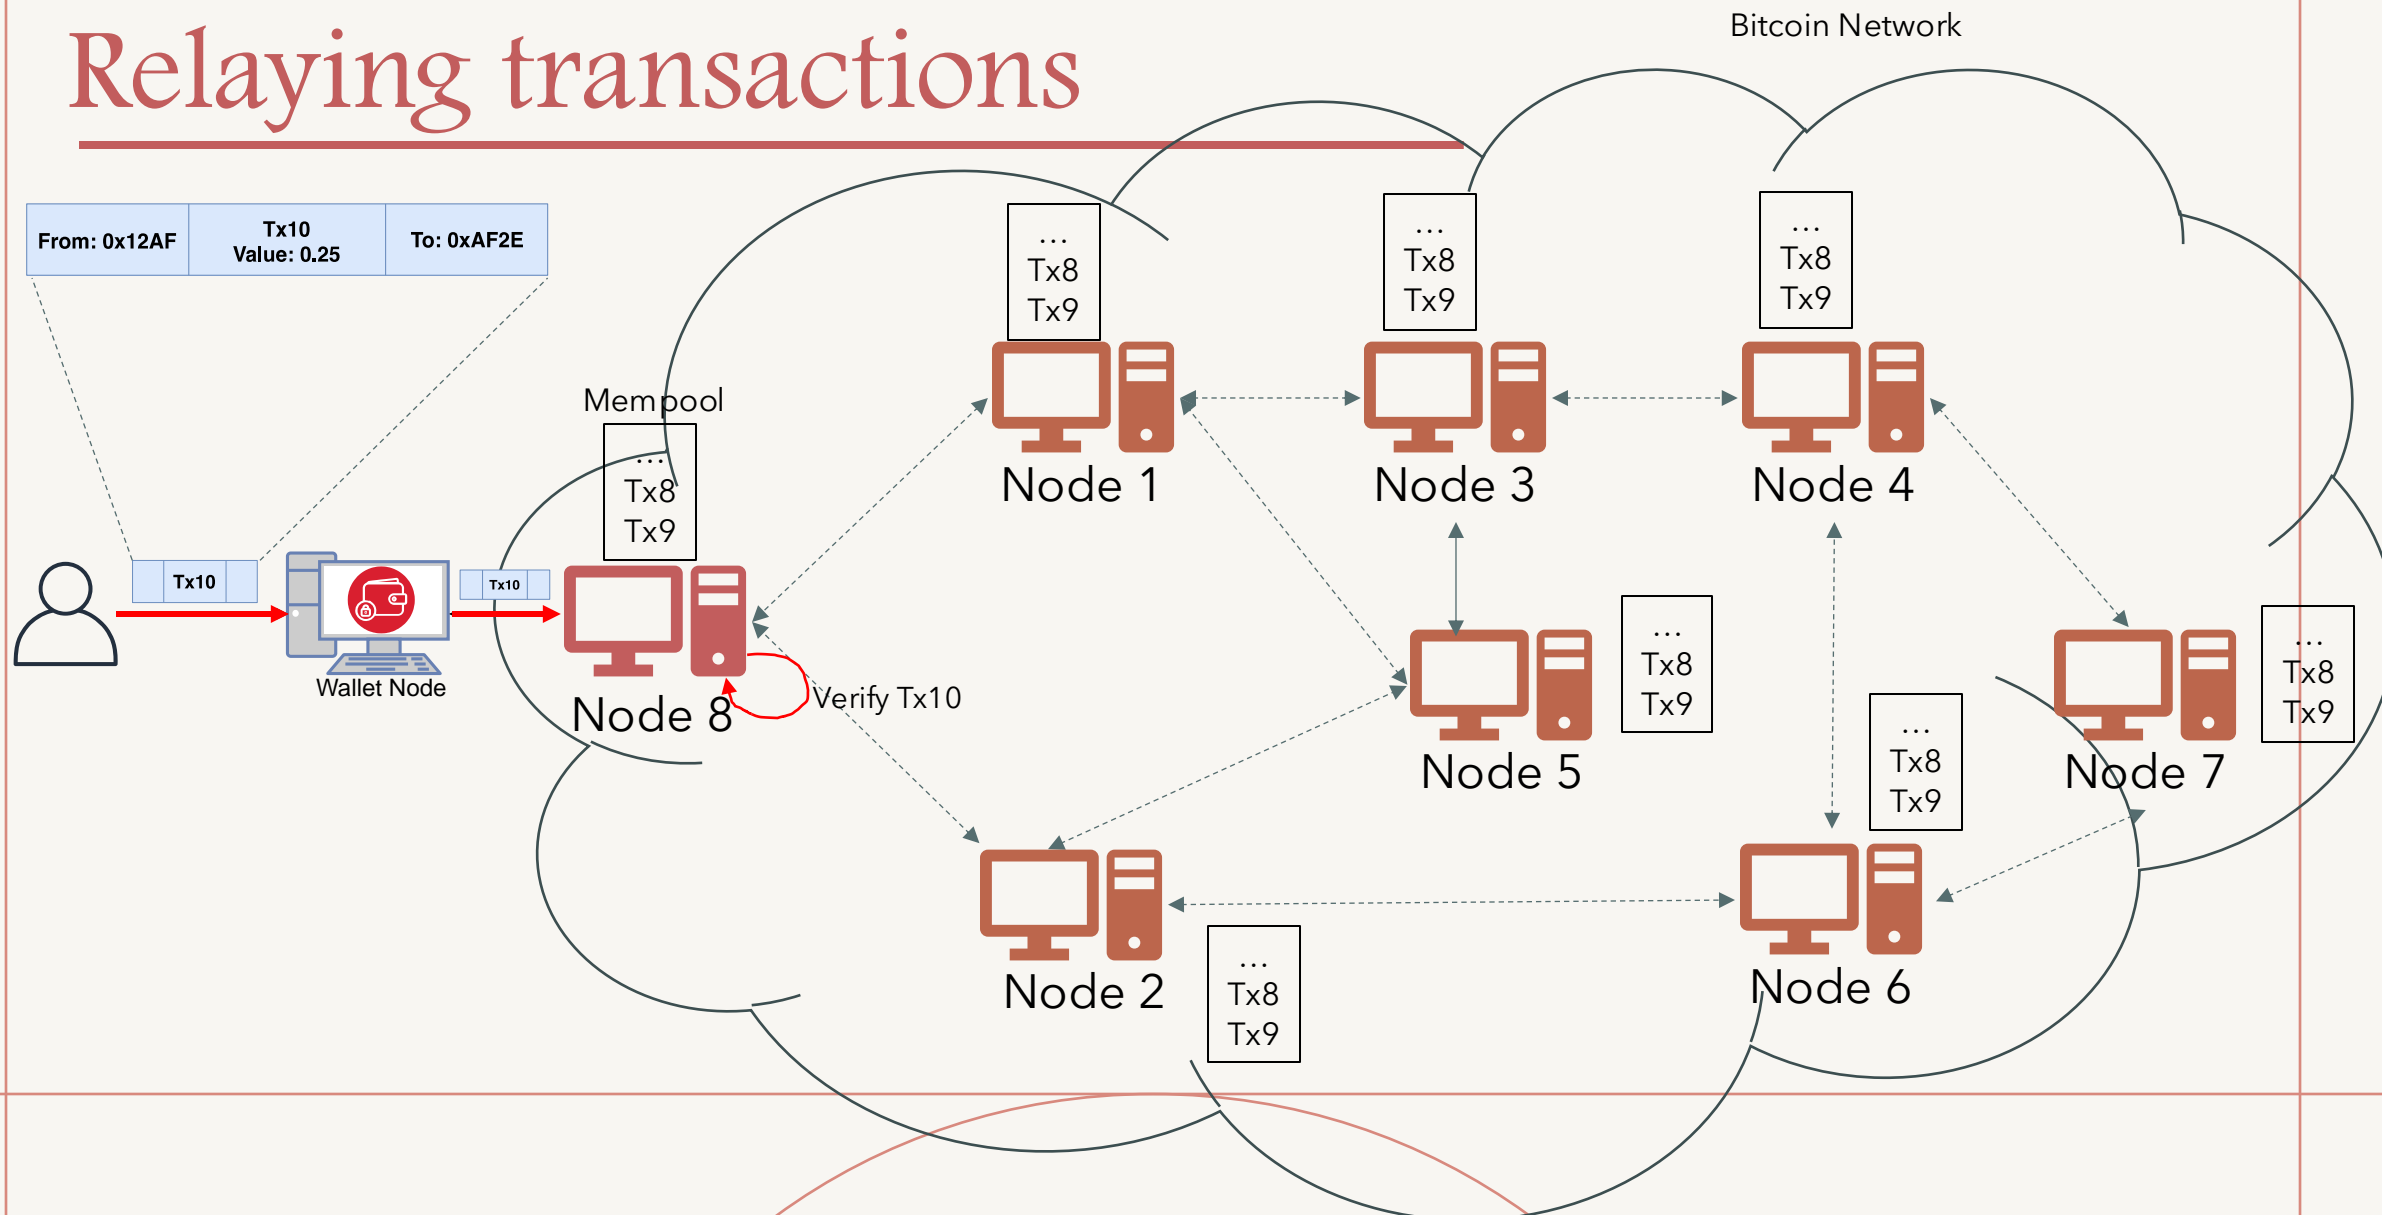 Relaying transactions
Bitcoin Network
From: 0x12AF
Tx10
Value: 0.25
To: 0xAF2E
Tx10
Wallet Node
Tx10
Mempool
...
Tx8
Tx9
Node 8
Verify Tx10
...
Tx8
Tx9
Node 1
...
Tx8
Tx9
Node 3
...
Tx8
Tx9
Node 4
...
Tx8
Tx9
Node 5
...
Tx8
Tx9
Node 7
...
Tx8
Tx9
Node 6
Node 2
...
Tx8
Tx9